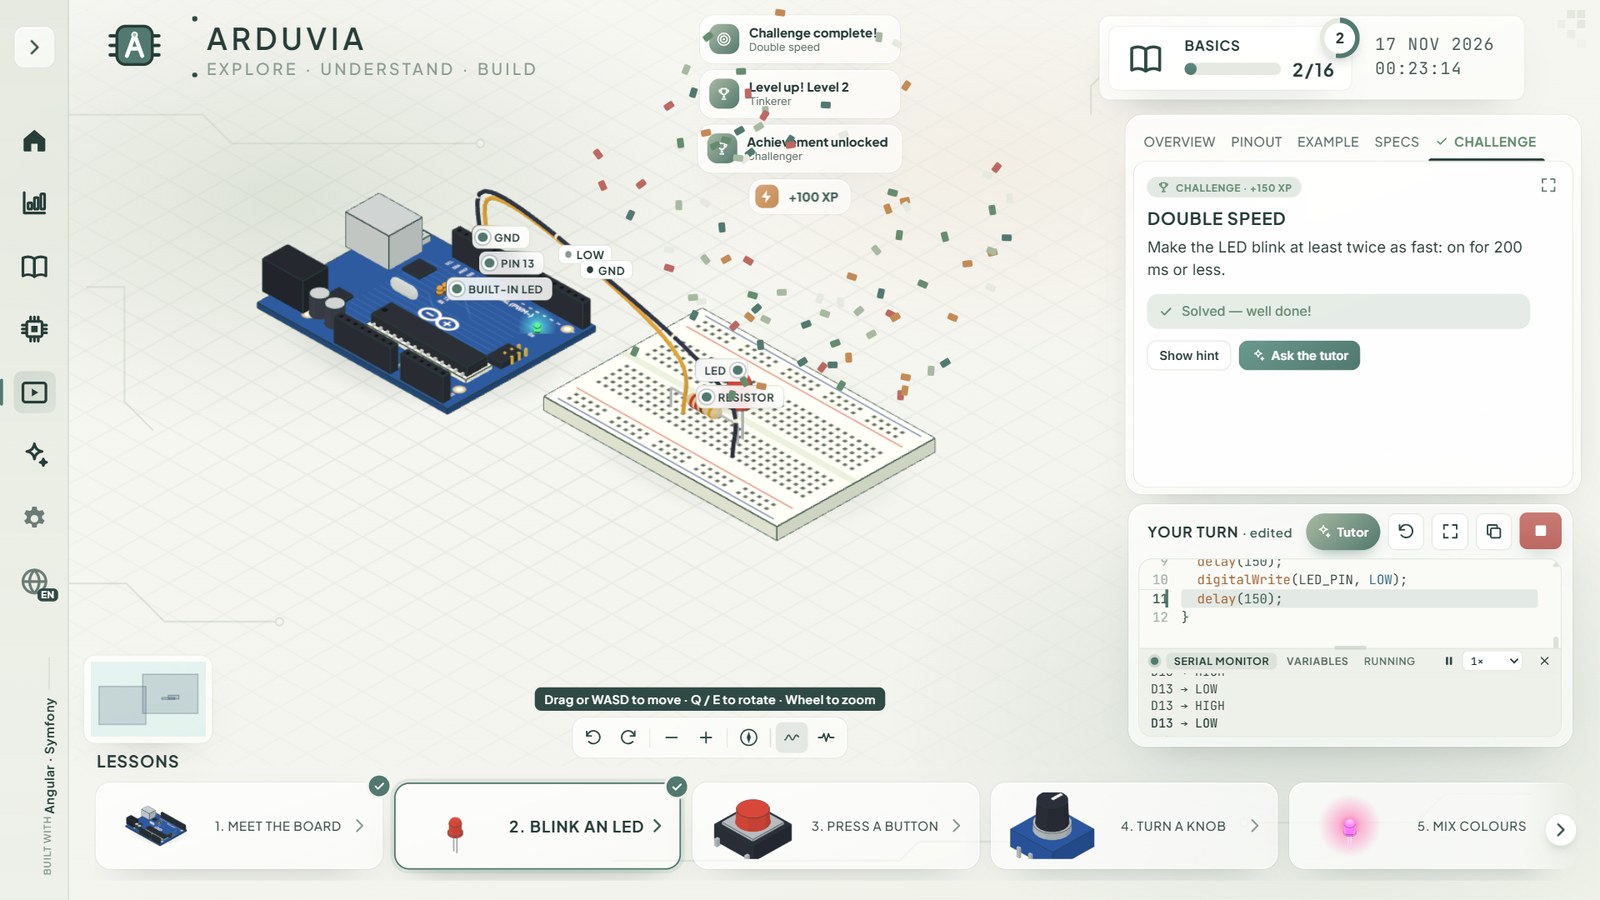 ARDUVIA
EXPLORE · UNDERSTAND · BUILD
Challenge complete!
Double speed
Level up! Level 2
Tinkerer
Achievement unlocked
Challenger
+100 XP
BASICS
2/16
2
17 NOV 2026
00:23:14
OVERVIEW
PINOUT
EXAMPLE
SPECS
CHALLENGE
CHALLENGE · +150 XP
DOUBLE SPEED
Make the LED blink at least twice as fast: on for 200
ms or less.
Solved — well done!
Show hint
Ask the tutor
GND
PIN 13
BUILT-IN LED
LOW
GND
LED
RESISTOR
YOUR TURN · edited
Tutor
9 delay(150);
10 digitalWrite(LED_PIN, LOW);
11 delay(150);
12 }
SERIAL MONITOR
VARIABLES
RUNNING
1×
D13 → HIGH
D13 → LOW
D13 → HIGH
D13 → LOW
EN
BUILT WITH Angular · Symfony
Drag or WASD to move · Q / E to rotate · Wheel to zoom
LESSONS
1. MEET THE BOARD
2. BLINK AN LED
3. PRESS A BUTTON
4. TURN A KNOB
5. MIX COLOURS